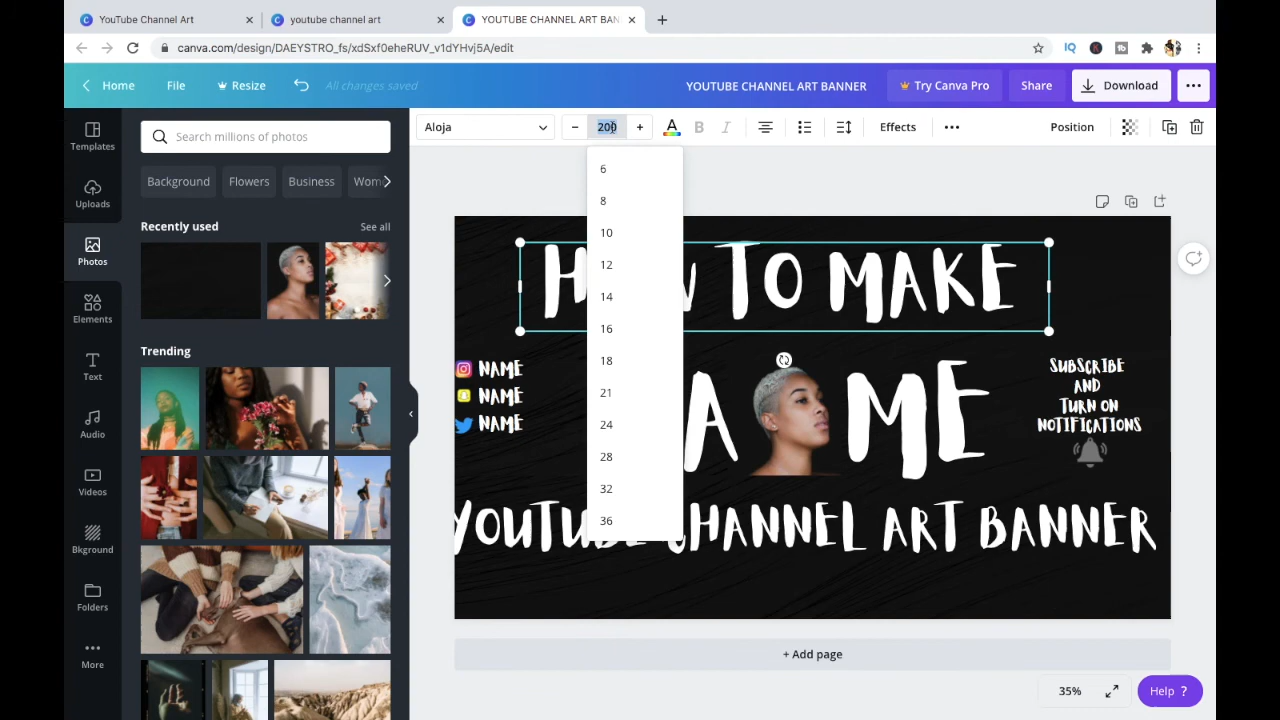 YouTube Channel Art
youtube channel art
YOUTUBE CHANNEL ART BAN
canva.com/design/DAEYSTRO_fs/xdSxf0eheRUV_v1dYHvj5A/edit
Home
File
Resize
All changes saved
YOUTUBE CHANNEL ART BANNER
Try Canva Pro
Share
Download
Templates
Uploads
Photos
Elements
Text
Audio
Videos
Bkground
Folders
More
Search millions of photos
Background
Flowers
Business
Wom
Recently used
See all
Trending
Aloja
200
Effects
Position
6
8
10
12
14
16
18
21
24
28
32
36
TO MAKE
NAME
NAME
NAME
A ME
SUBSCRIBE
AND
TURN ON
NOTIFICATIONS
CHANNEL ART BANNER
+ Add page
35%
Help ?